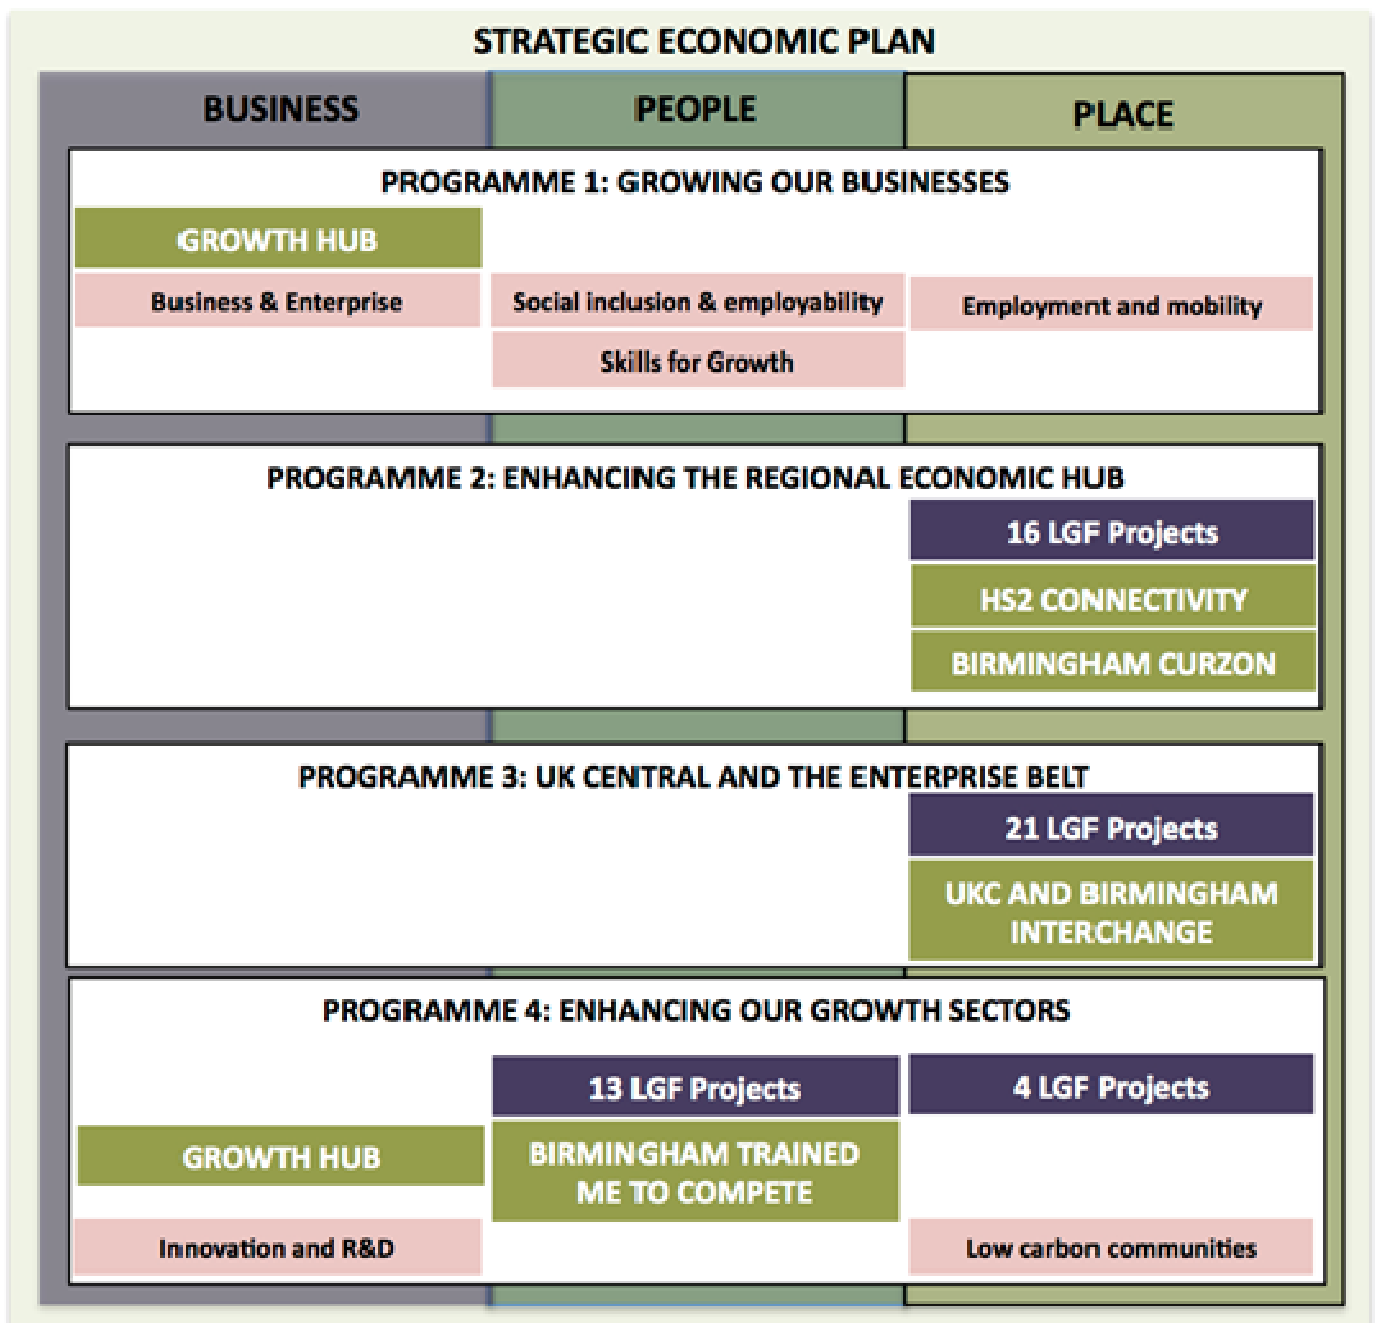 STRATEGIC ECONOMIC PLAN
BUSINESS
PEOPLE
PLACE
PROGRAMME 1: GROWING OUR BUSINESSES
GROWTH HUB
Business & Enterprise
Social inclusion & employability
Employment and mobility
Skills for Growth
PROGRAMME 2: ENHANCING THE REGIONAL ECONOMIC HUB
16 LGF Projects
HS2 CONNECTIVITY
BIRMINGHAM CURZON
PROGRAMME 3: UK CENTRAL AND THE ENTERPRISE BELT
21 LGF Projects
UKC AND BIRMINGHAM
INTERCHANGE
PROGRAMME 4: ENHANCING OUR GROWTH SECTORS
13 LGF Projects
4 LGF Projects
GROWTH HUB
BIRMINGHAM TRAINED
ME TO COMPETE
Innovation and R&D
Low carbon communities